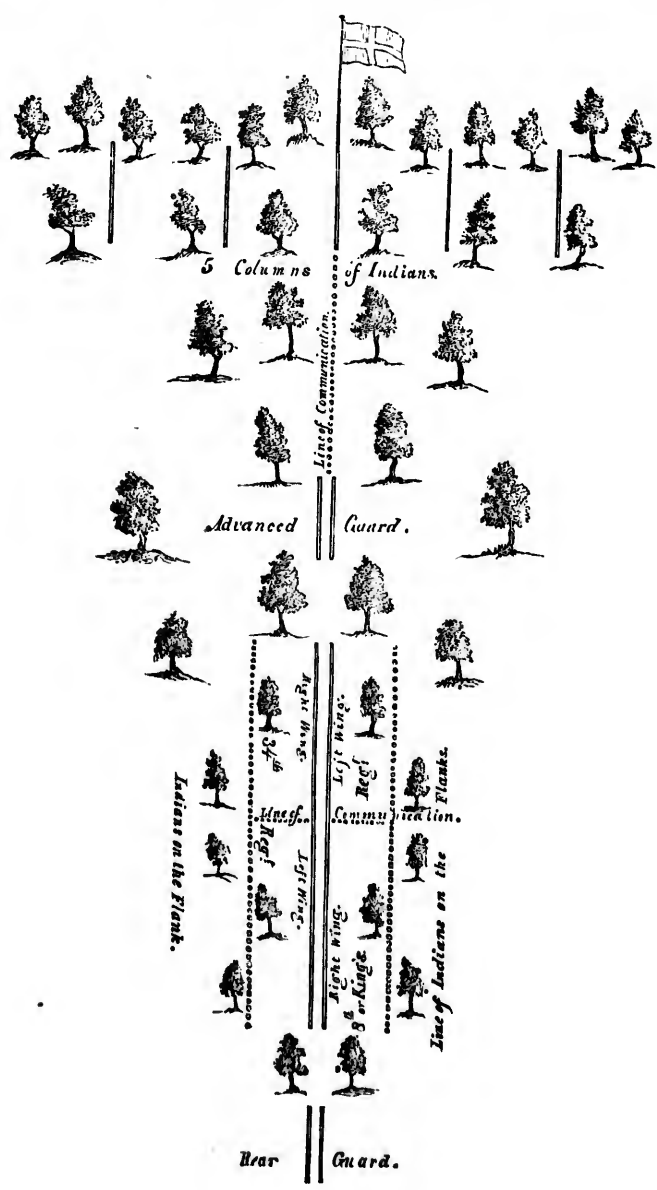 5 Columns of Indians.
Line of Communication.
Advanced Guard.
Right Wing.
34th
Left Wing.
Regt
Indians on the Flank.
Line of Communication.
Regt
Left Wing.
Right Wing.
8th or King's
Line of Indians on the Flanks.
Rear Guard.